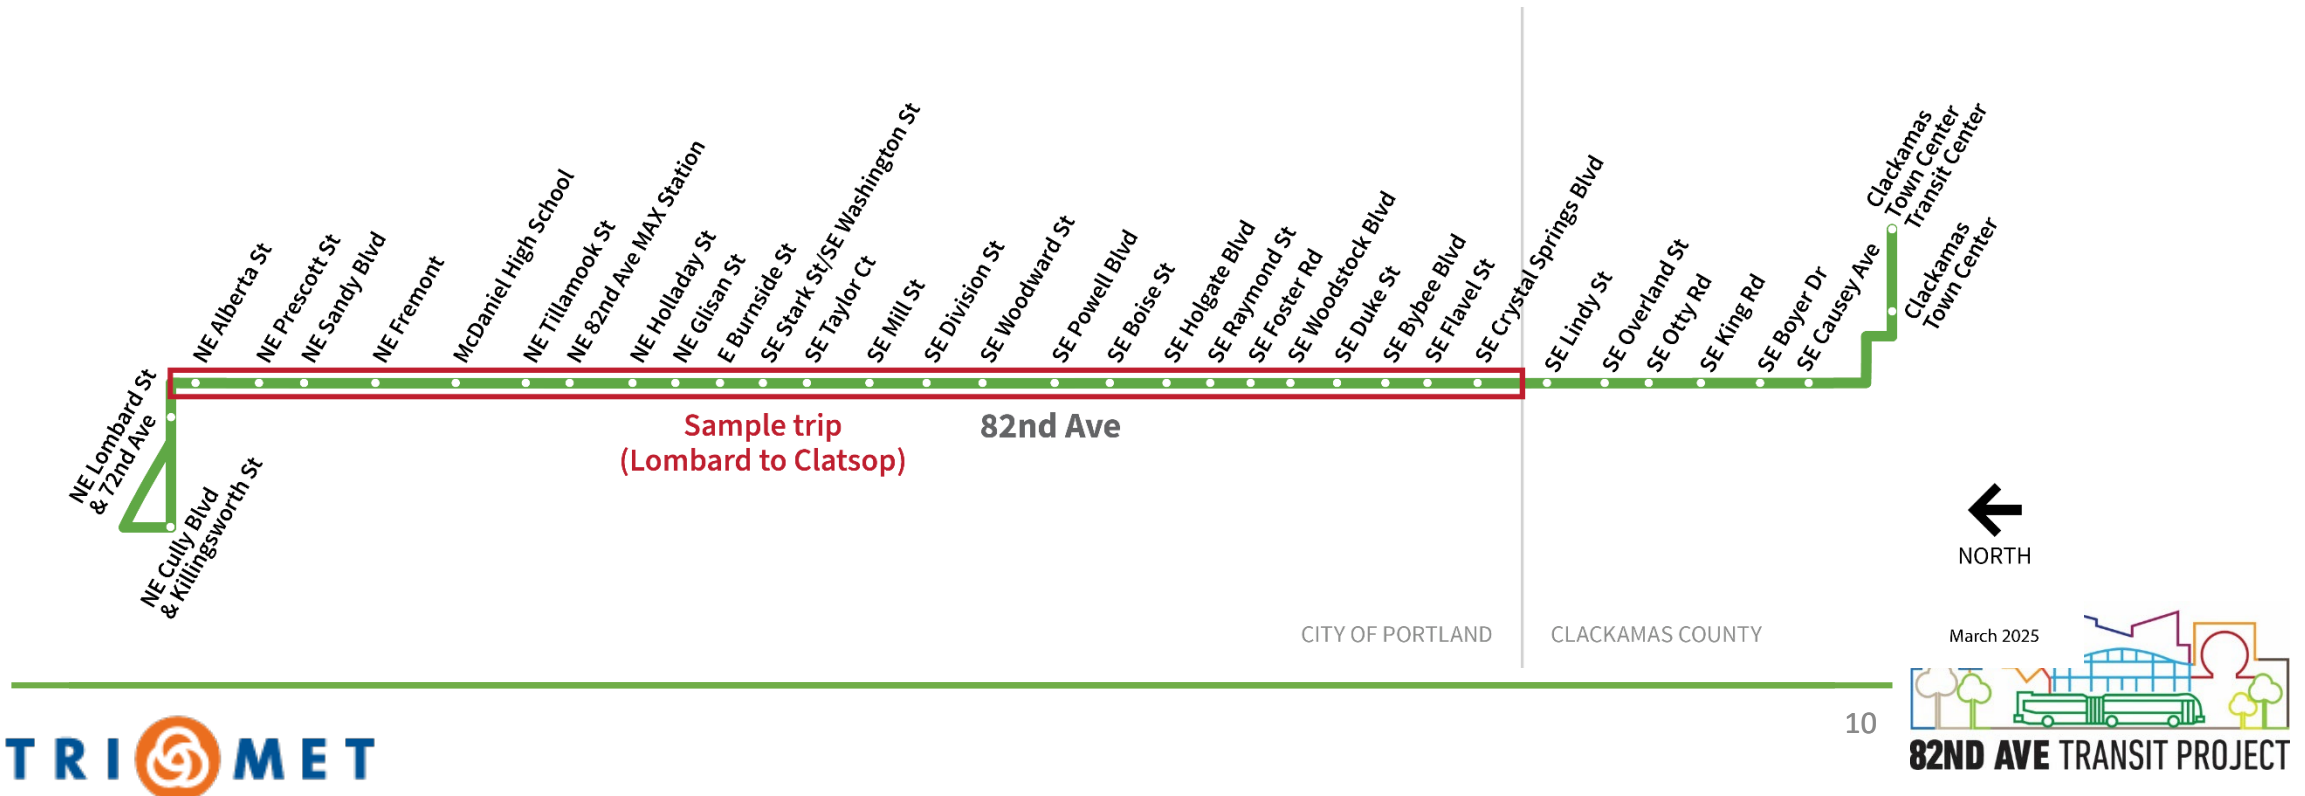 NE Lombard St
& 72nd Ave
NE Cully Blvd
& Killingsworth St
NE Alberta St
NE Prescott St
NE Sandy Blvd
NE Fremont
McDaniel High School
NE Tillamook St
NE 82nd Ave MAX Station
NE Holladay St
NE Glisan St
E Burnside St
SE Stark St/SE Washington St
SE Taylor Ct
SE Mill St
SE Division St
SE Woodward St
SE Powell Blvd
SE Boise St
SE Holgate Blvd
SE Raymond St
SE Foster Rd
SE Woodstock Blvd
SE Duke St
SE Bybee Blvd
SE Flavel St
SE Crystal Springs Blvd
SE Lindy St
SE Overland St
SE Otty Rd
SE King Rd
SE Boyer Dr
SE Causey Ave
Clackamas
Town Center
Transit Center
Clackamas
Town Center
Sample trip
(Lombard to Clatsop)
82nd Ave
NORTH
CITY OF PORTLAND
CLACKAMAS COUNTY
March 2025
10
TRIMET
82ND AVE TRANSIT PROJECT